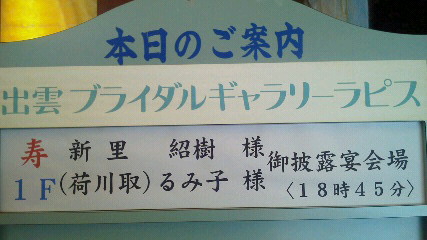 本日のご案内
出雲 ブライダルギャラリーラピス
寿 新里 紹樹 様 御披露宴会場
1F (荷川取) るみ子 様 〈18時45分〉